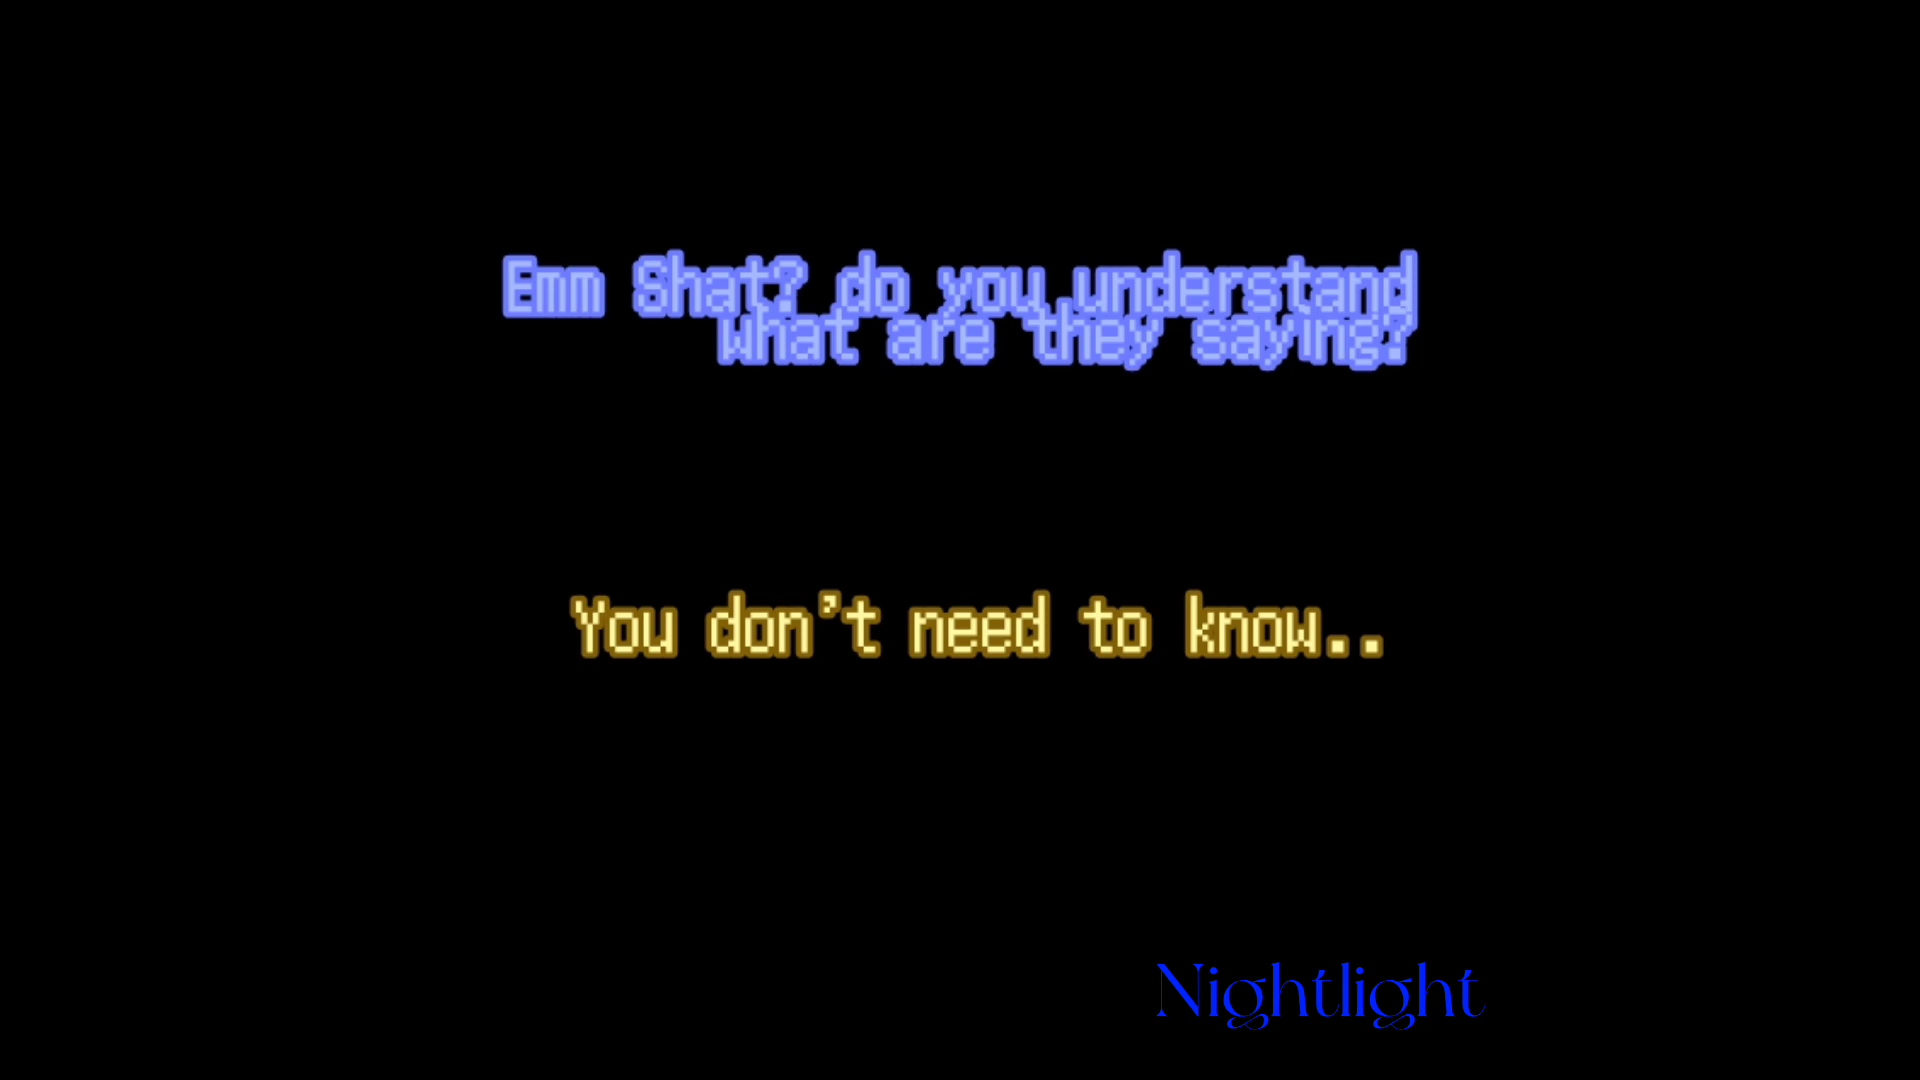 Emm Shat? do you understand
What are they saying?
You don't need to know..
Nightlight